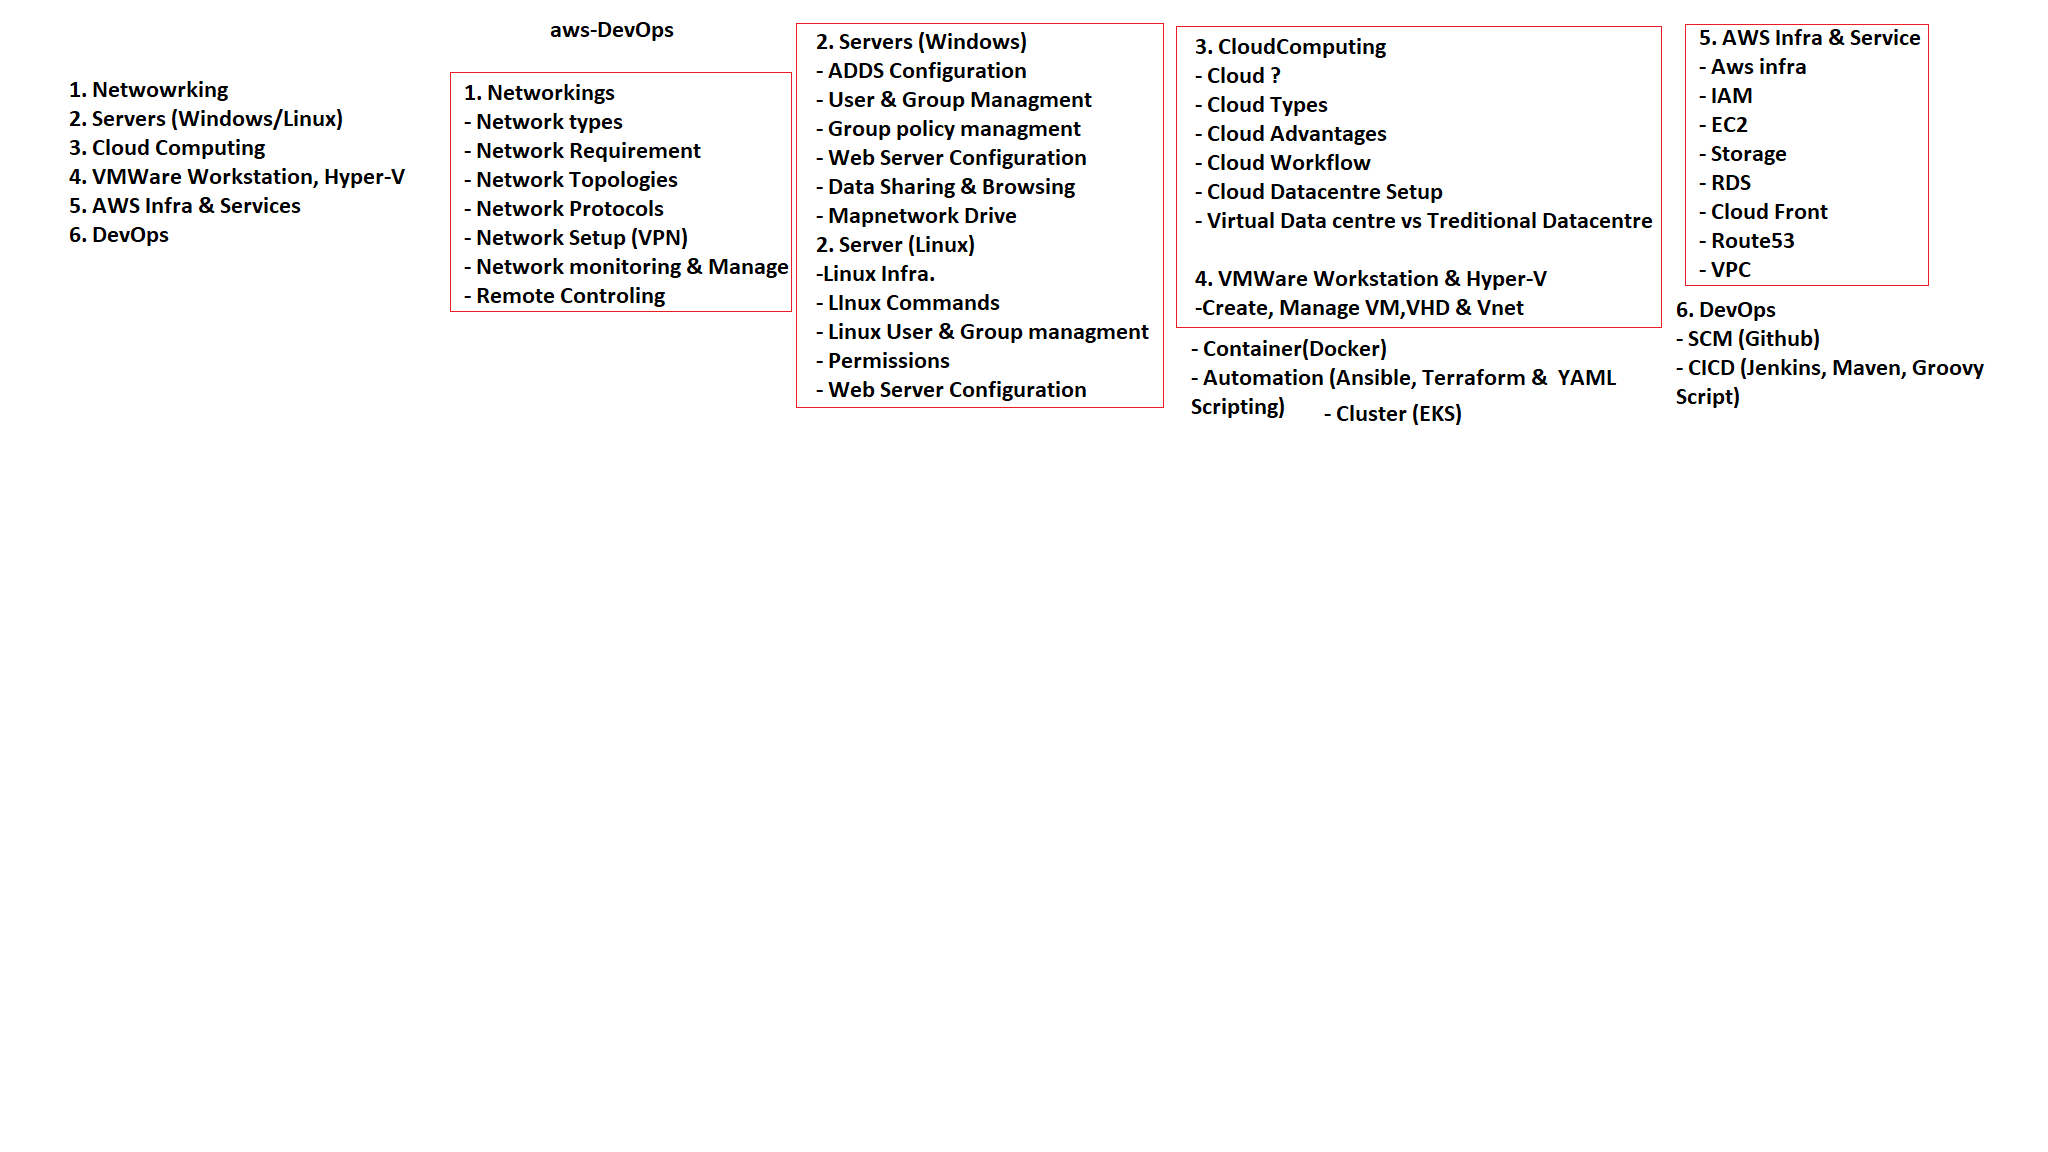 aws-DevOps
1. Netwowrking
2. Servers (Windows/Linux)
3. Cloud Computing
4. VMWare Workstation, Hyper-V
5. AWS Infra & Services
6. DevOps
1. Networkings
- Network types
- Network Requirement
- Network Topologies
- Network Protocols
- Network Setup (VPN)
- Network monitoring & Manage
- Remote Controling
2. Servers (Windows)
- ADDS Configuration
- User & Group Managment
- Group policy managment
- Web Server Configuration
- Data Sharing & Browsing
- Mapnetwork Drive
2. Server (Linux)
-Linux Infra.
- LInux Commands
- Linux User & Group managment
- Permissions
- Web Server Configuration
3. CloudComputing
- Cloud ?
- Cloud Types
- Cloud Advantages
- Cloud Workflow
- Cloud Datacentre Setup
- Virtual Data centre vs Treditional Datacentre
4. VMWare Workstation & Hyper-V
-Create, Manage VM,VHD & Vnet
5. AWS Infra & Service
- Aws infra
- IAM
- EC2
- Storage
- RDS
- Cloud Front
- Route53
- VPC
6. DevOps
- SCM (Github)
- CICD (Jenkins, Maven, Groovy
Script)
- Container(Docker)
- Automation (Ansible, Terraform &  YAML
Scripting)
- Cluster (EKS)